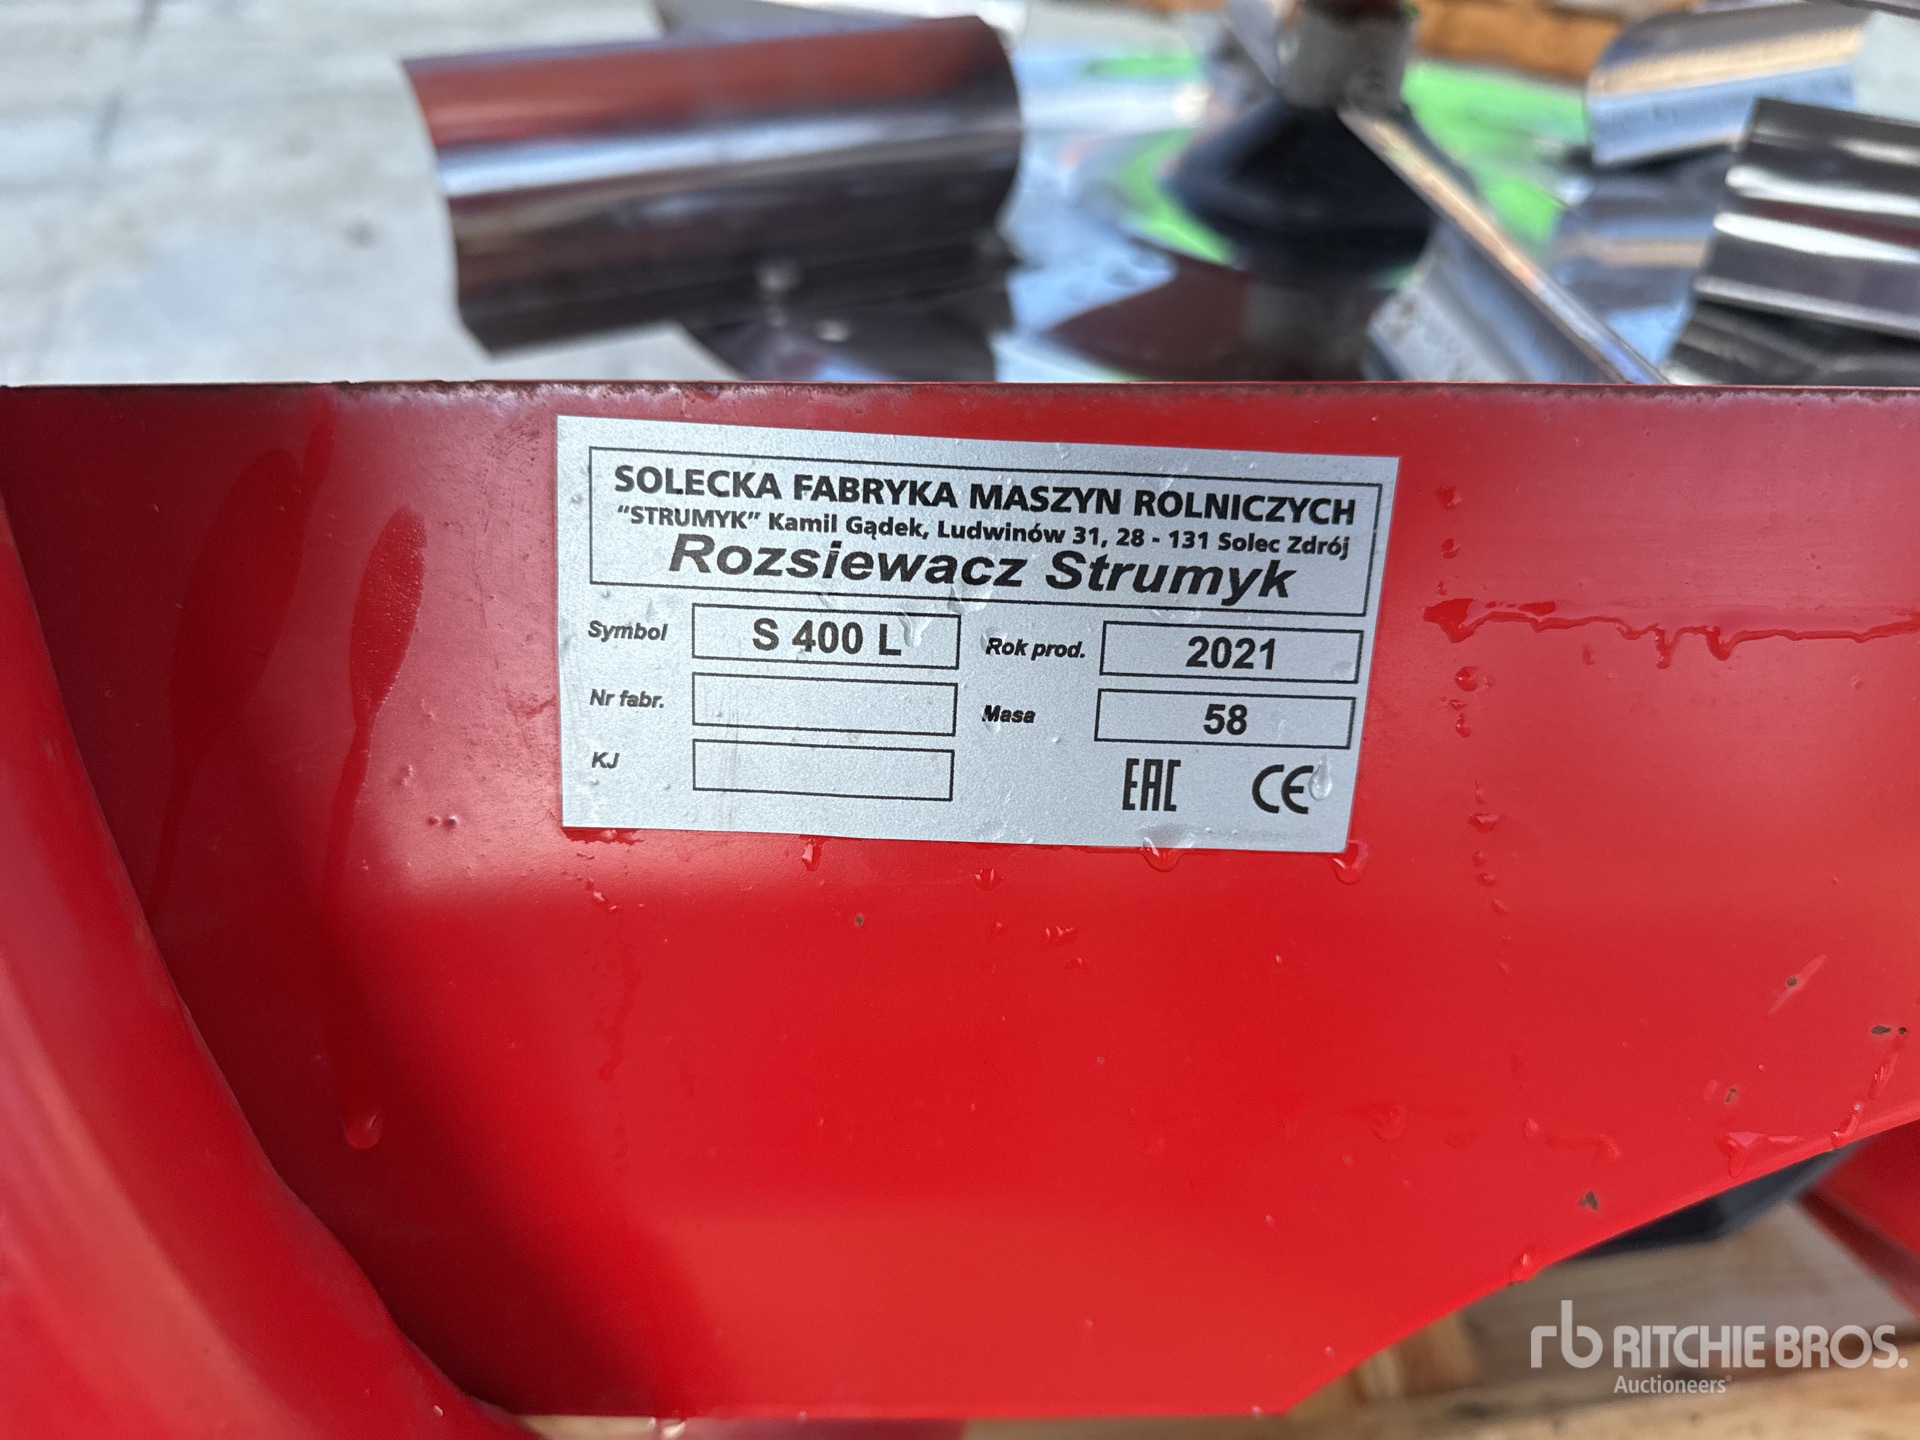 SOLECKA FABRYKA MASZYN ROLNICZYCH
"STRUMYK" Kamil Gądek, Ludwinów 31, 28 - 131 Solec Zdrój
Rozsiewacz Strumyk
Symbol S 400 L Rok prod. 2021
Nr fabr. Masa 58
KJ EAC CE
rb RITCHIE BROS.
Auctioneers